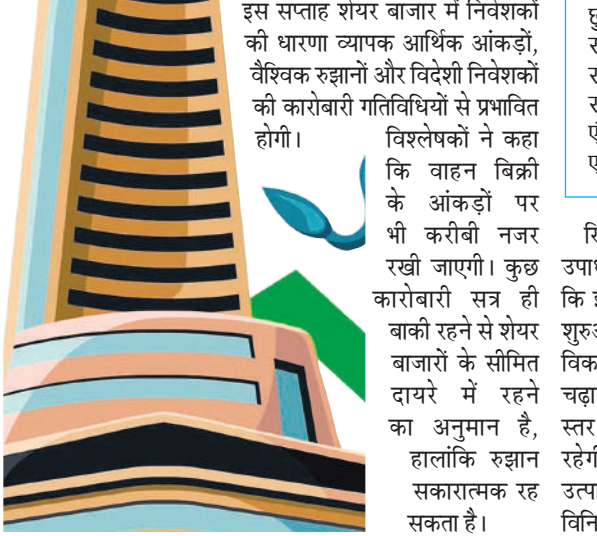 इस सप्ताह शेयर बाजार में निवेशकों
की धारणा व्यापक आर्थिक आंकड़ों,
वैश्विक रुझानों और विदेशी निवेशकों
की कारोबारी गतिविधियों से प्रभावित
होगी। विश्लेषकों ने कहा
कि वाहन बिक्री
के आंकड़ों पर
भी करीबी नजर
रखी जाएगी। कुछ
कारोबारी सत्र ही
बाकी रहने से शेयर
बाजारों के सीमित
दायरे में रहने
का अनुमान है,
हालांकि रुझान
सकारात्मक रह
सकता है।
कि
स्तर